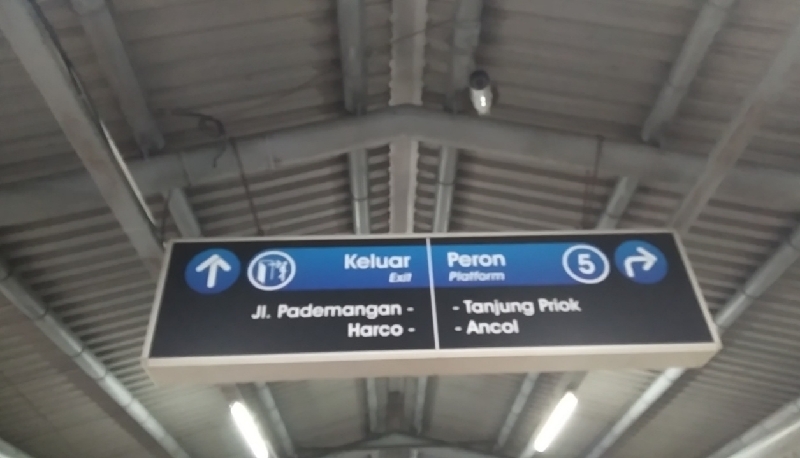 Keluar
Exit
Jl. Pademangan -
Harco -
Peron
Platform
5
- Tanjung Priok
- Ancol